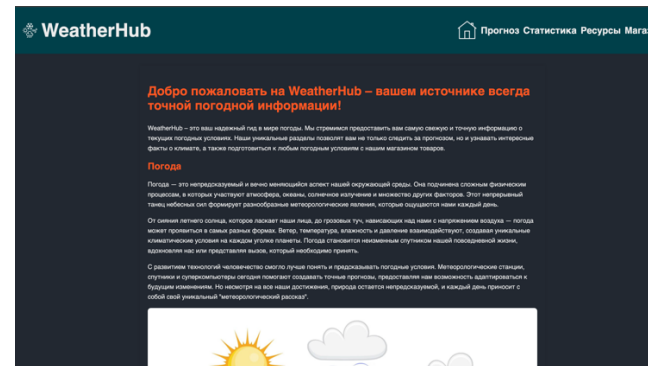 WeatherHub
Прогноз Статистика Ресурсы Мага
Добро пожаловать на WeatherHub – вашем источнике всегда
точной погодной информации!
WeatherHub – это ваш надежный гид в мире погоды. Мы стремимся предоставить вам самую свежую и точную информацию о
текущих погодных условиях. Наши уникальные разделы позволят вам не только следить за прогнозом, но и узнавать интересные
факты о климате, а также подготовиться к любым погодным условиям с нашим магазином товаров.
Погода
Погода — это непредсказуемый и вечно меняющийся аспект нашей окружающей среды. Она подчинена сложным физическим
процессам, в которых участвуют атмосфера, океаны, солнечное излучение и множество других факторов. Этот непрерывный
танец небесных сил формирует разнообразные метеорологические явления, которые ощущаются нами каждый день.
От сияния летнего солнца, которое ласкает наши лица, до грозовых туч, нависающих над нами с напряжением воздуха — погода
может проявиться в самых разных формах. Ветер, температура, влажность и давление взаимодействуют, создавая уникальные
климатические условия на каждом уголке планеты. Погода становится неизменным спутником нашей повседневной жизни,
вдохновляя нас или представляя вызов, который необходимо принять.
С развитием технологий человечество смогло лучше понять и предсказывать погодные условия. Метеорологические станции,
спутники и суперкомпьютеры сегодня помогают создавать точные прогнозы, предоставляя нам возможность адаптироваться к
будущим изменениям. Но несмотря на все наши достижения, природа остается непредсказуемой, и каждый день приносит с
собой свой уникальный "метеорологический рассказ".